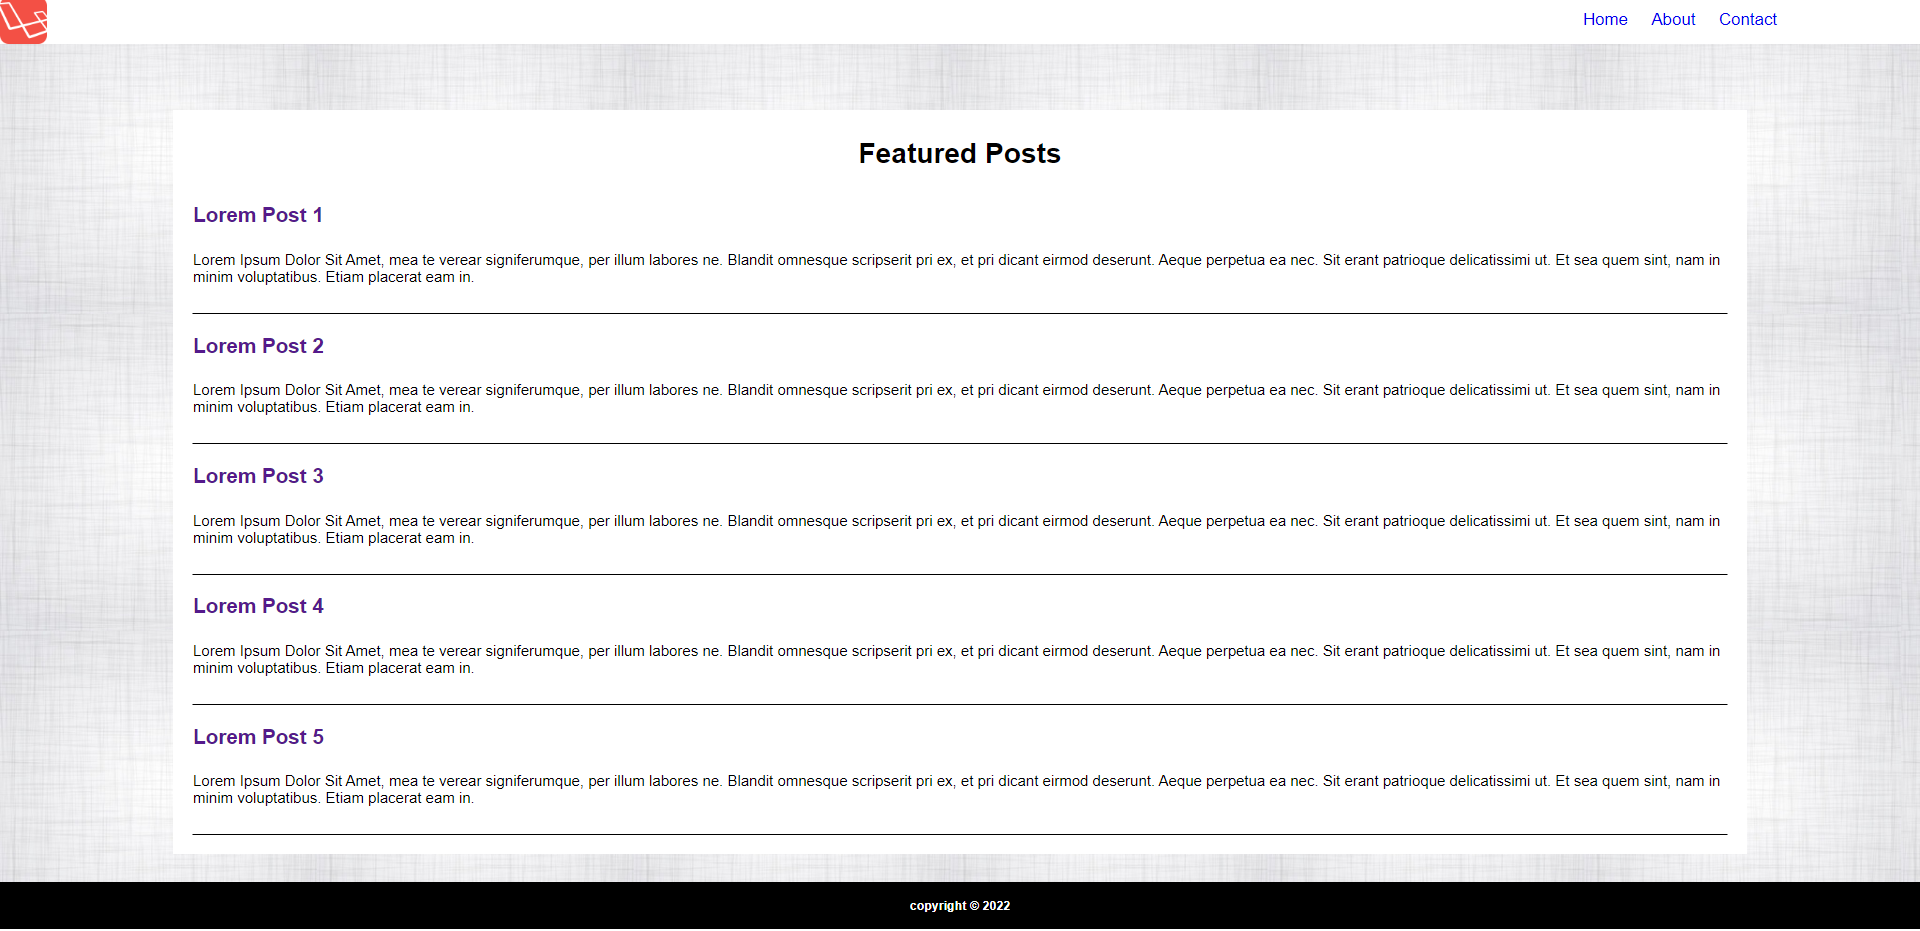 Home About Contact
Featured Posts
Lorem Post 1
Lorem Ipsum Dolor Sit Amet, mea te verear signiferumque, per illum labores ne. Blandit omnesque scripserit pri ex, et pri dicant eirmod deserunt. Aeque perpetua ea nec. Sit erant patrioque delicatissimi ut. Et sea quem sint, nam in
minim voluptatibus. Etiam placerat eam in.
Lorem Post 2
Lorem Ipsum Dolor Sit Amet, mea te verear signiferumque, per illum labores ne. Blandit omnesque scripserit pri ex, et pri dicant eirmod deserunt. Aeque perpetua ea nec. Sit erant patrioque delicatissimi ut. Et sea quem sint, nam in
minim voluptatibus. Etiam placerat eam in.
Lorem Post 3
Lorem Ipsum Dolor Sit Amet, mea te verear signiferumque, per illum labores ne. Blandit omnesque scripserit pri ex, et pri dicant eirmod deserunt. Aeque perpetua ea nec. Sit erant patrioque delicatissimi ut. Et sea quem sint, nam in
minim voluptatibus. Etiam placerat eam in.
Lorem Post 4
Lorem Ipsum Dolor Sit Amet, mea te verear signiferumque, per illum labores ne. Blandit omnesque scripserit pri ex, et pri dicant eirmod deserunt. Aeque perpetua ea nec. Sit erant patrioque delicatissimi ut. Et sea quem sint, nam in
minim voluptatibus. Etiam placerat eam in.
Lorem Post 5
Lorem Ipsum Dolor Sit Amet, mea te verear signiferumque, per illum labores ne. Blandit omnesque scripserit pri ex, et pri dicant eirmod deserunt. Aeque perpetua ea nec. Sit erant patrioque delicatissimi ut. Et sea quem sint, nam in
minim voluptatibus. Etiam placerat eam in.
copyright © 2022